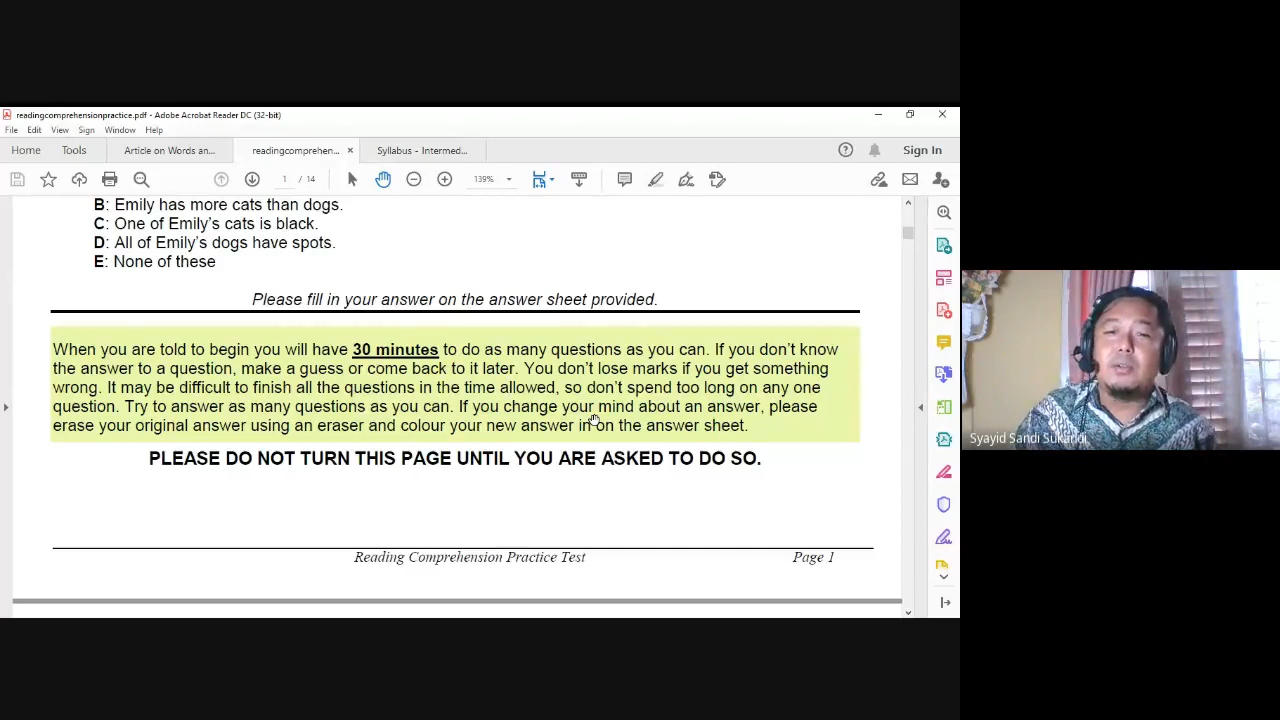 readingcomprehensionpractice.pdf - Adobe Acrobat Reader DC (32-bit)
File Edit View Sign Window Help
Home Tools Article on Words an... readingcomprehen... × Syllabus - Intermed... Sign In
1 / 14 139%
B: Emily has more cats than dogs.
C: One of Emily's cats is black.
D: All of Emily's dogs have spots.
E: None of these
Please fill in your answer on the answer sheet provided.
When you are told to begin you will have 30 minutes to do as many questions as you can. If you don't know
the answer to a question, make a guess or come back to it later. You don't lose marks if you get something
wrong. It may be difficult to finish all the questions in the time allowed, so don't spend too long on any one
question. Try to answer as many questions as you can. If you change your mind about an answer, please
erase your original answer using an eraser and colour your new answer in on the answer sheet.
PLEASE DO NOT TURN THIS PAGE UNTIL YOU ARE ASKED TO DO SO.
Reading Comprehension Practice Test Page 1
Syayid Sandi Sukandi